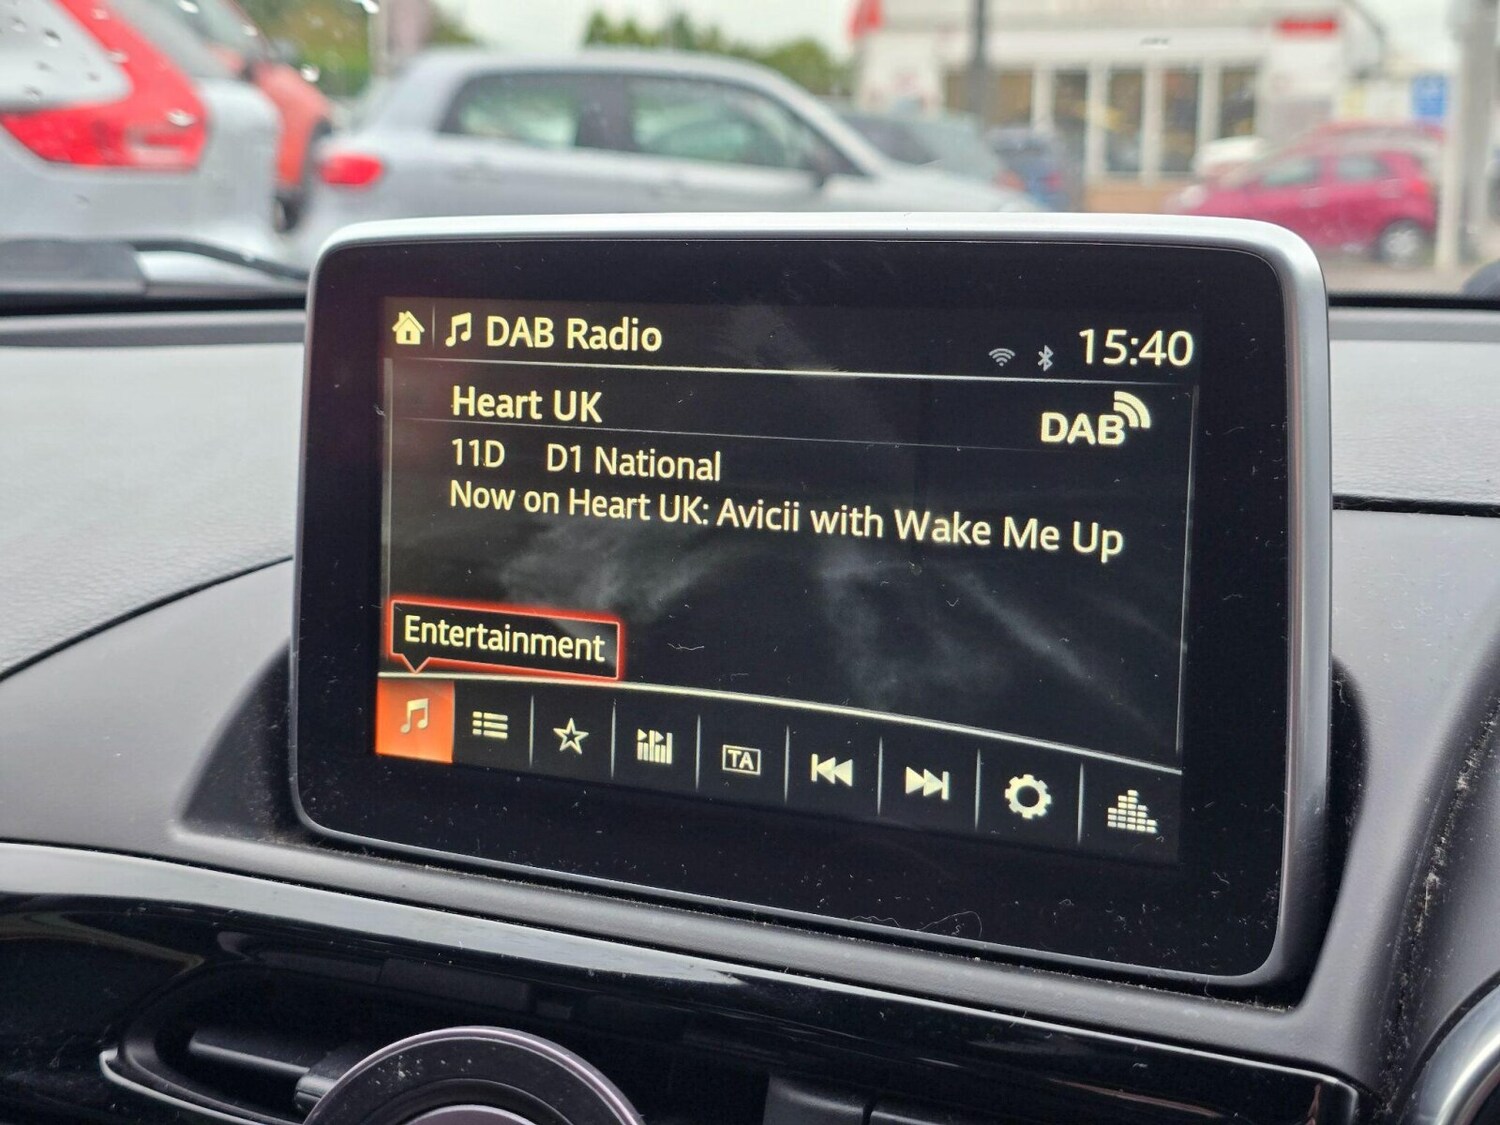 DAB Radio
15:40
Heart UK
DAB
11D D1 National
Now on Heart UK: Avicii with Wake Me Up
Entertainment
TA